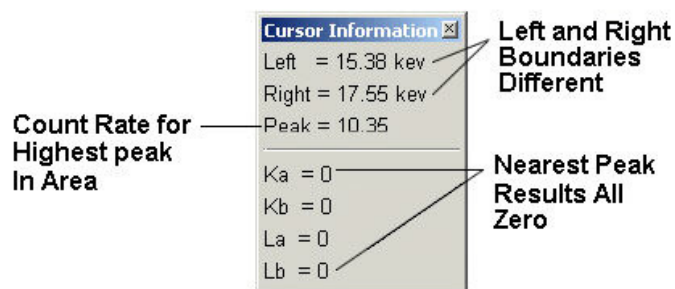 Cursor Information
Left = 15.38 kev
Right = 17.55 kev
Peak = 10.35
Ka = 0
Kb = 0
La = 0
Lb = 0
Left and Right
Boundaries
Different
Count Rate for
Highest peak
In Area
Nearest Peak
Results All
Zero